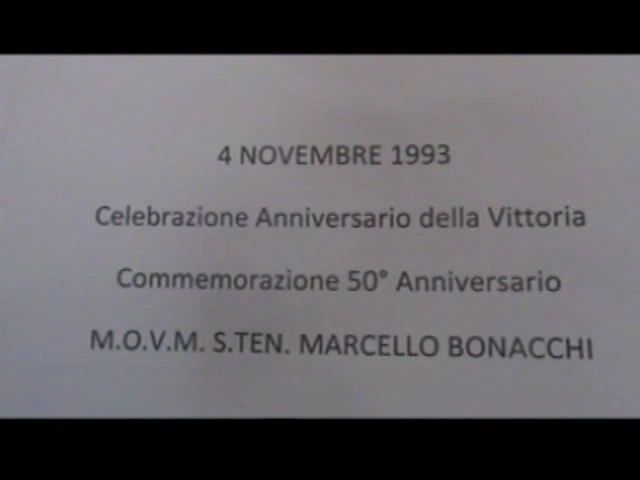 4 NOVEMBRE 1993
Celebrazione Anniversario della Vittoria
Commemorazione 50° Anniversario
M.O.V.M. S.TEN. MARCELLO BONACCHI